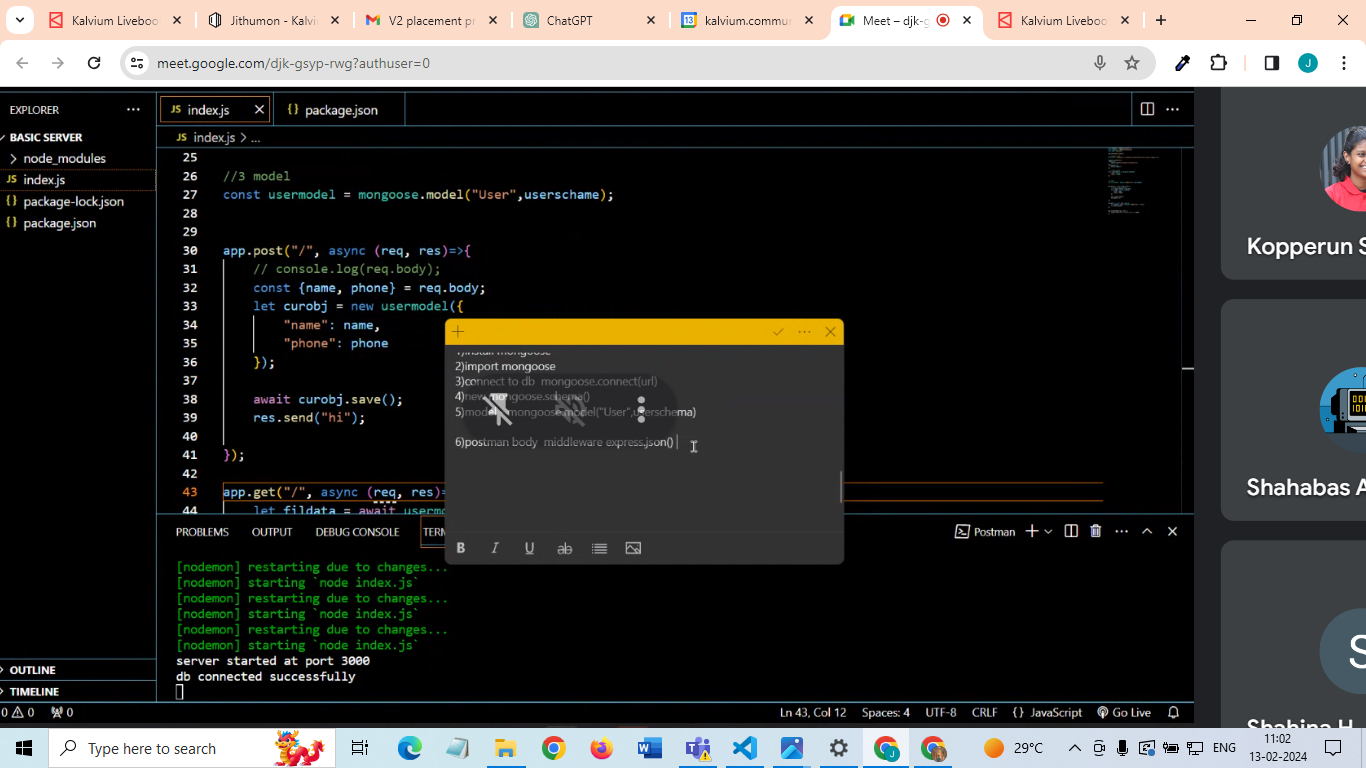 Kalvium Liveboo
Jithumon - Kalvi
V2 placement pr
ChatGPT
kalvium.commu
Meet – djk-g
Kalvium Liveboo
meet.google.com/djk-gsyp-rwg?authuser=0
J
EXPLORER
JS index.js
{} package.json
BASIC SERVER
JS index.js > ...
node_modules
JS index.js
{} package-lock.json
{} package.json
25
26 //3 model
27 const usermodel = mongoose.model("User",userschame);
28
29
30 app.post("/", async (req, res)=>{
31 // console.log(req.body);
32 const {name, phone} = req.body;
33 let curobj = new usermodel({
34 "name": name,
35 "phone": phone
36 });
37
38 await curobj.save();
39 res.send("hi");
40
41 });
42
43 app.get("/", async (req, res)=
44 let fildata = await usermo
1)install mongoose
2)import mongoose
3)connect to db mongoose.connect(url)
4)new mongoose.schema()
5)model mongoose.model("User",userschema)
6)postman body middleware express.json()
B I U ab
Kopperun S
Shahabas A
S
Shahina H
PROBLEMS
OUTPUT
DEBUG CONSOLE
TERM
Postman
[nodemon] restarting due to changes...
[nodemon] starting `node index.js`
[nodemon] restarting due to changes...
[nodemon] starting `node index.js`
[nodemon] restarting due to changes...
[nodemon] starting `node index.js`
server started at port 3000
db connected successfully
OUTLINE
TIMELINE
0 0 0
Ln 43, Col 12
Spaces: 4
UTF-8
CRLF
{} JavaScript
Go Live
Type here to search
29°C
ENG
11:02
13-02-2024